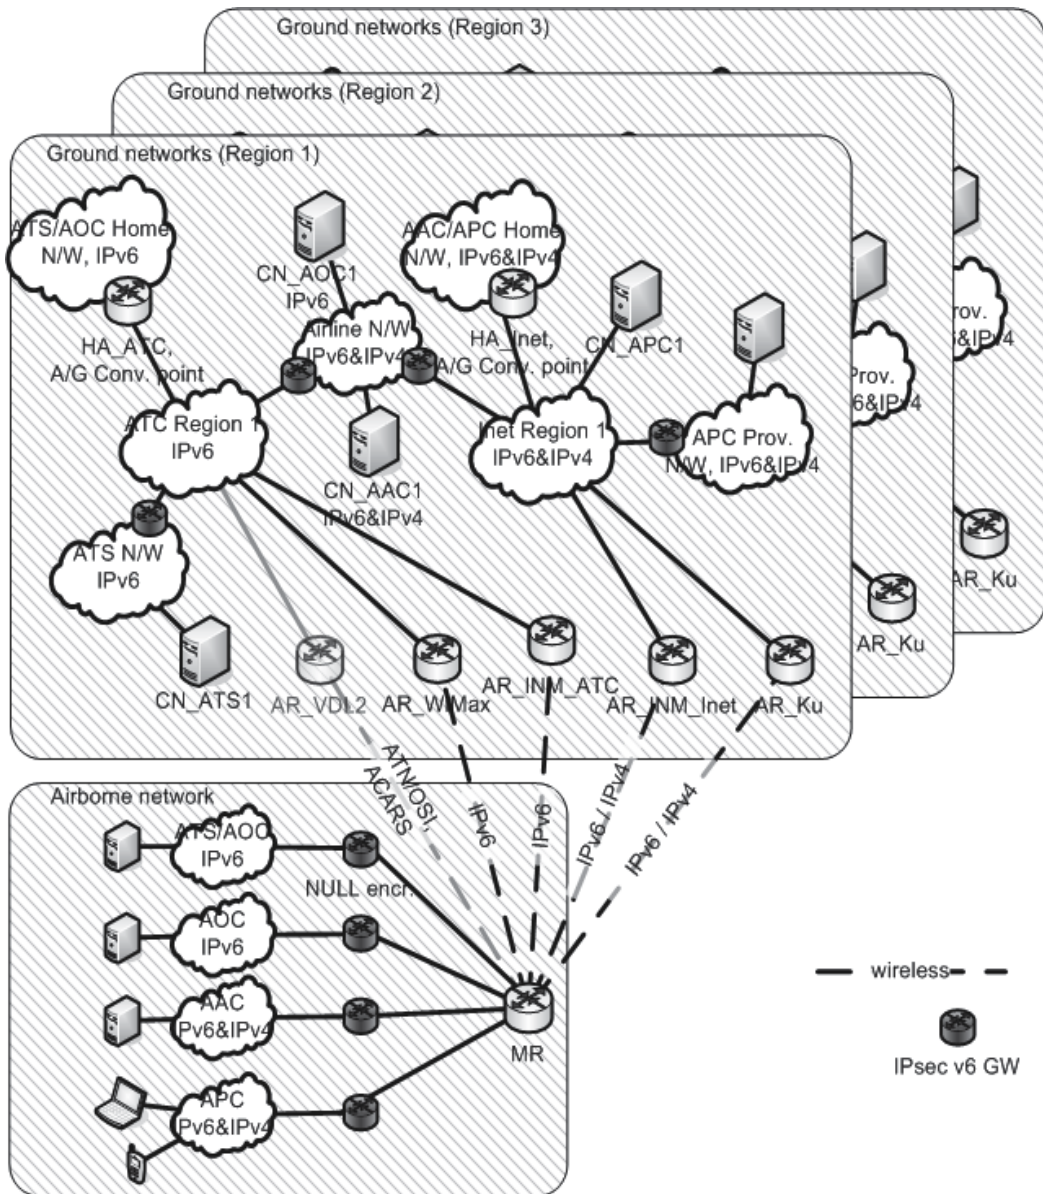 Ground networks (Region 3)
Ground networks (Region 2)
Ground networks (Region 1)
ATS/AOC Home
N/W, IPv6
HA_ATC,
A/G Conv. point
CN_AOC1
IPv6
Airline N/W
IPv6&IPv4
AAC/APC Home
N/W, IPv6&IPv4
HA_Inet,
A/G Conv. point
CN_APC1
ATC Region 1
IPv6
CN_AAC1
IPv6&IPv4
Inet Region 1
IPv6&IPv4
APC Prov.
N/W, IPv6&IPv4
Prov.
v6&IPv4
rov.
6&IPv4
ATS N/W
IPv6
CN_ATS1
AR_VDL2
AR_WiMax
AR_INM_ATC
AR_INM_Inet
AR_Ku
AR_Ku
AR_Ku
ATN/OSI,
ACARS
IPv6
IPv6
IPv6 / IPv4
IPv6 / IPv4
Airborne network
ATS/AOC
IPv6
NULL encr.
AOC
IPv6
AAC
Pv6&IPv4
APC
Pv6&IPv4
MR
wireless
IPsec v6 GW